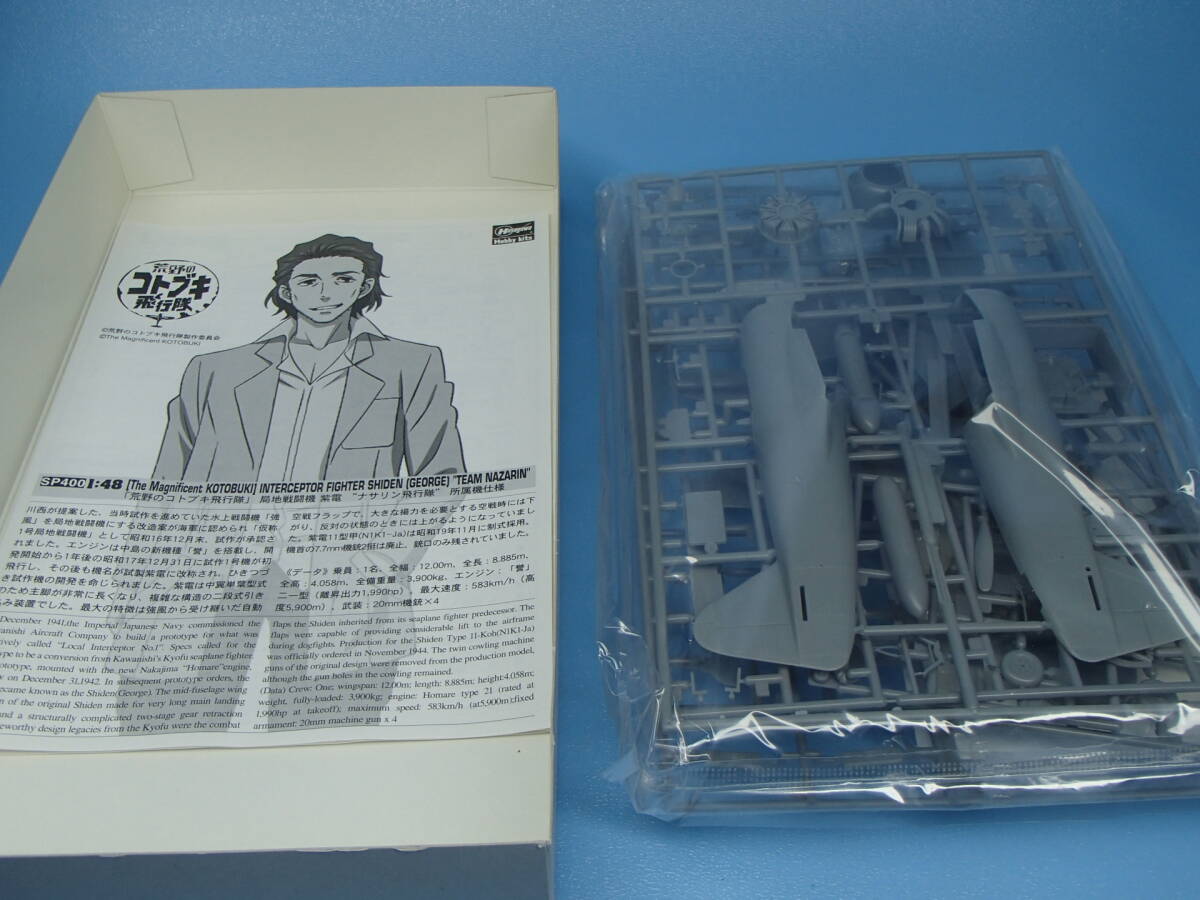 Hasegawa
Hobby kits
荒野の
コトブキ
飛行隊
©荒野のコトブキ飛行隊製作委員会
©The Magnificent KOTOBUKI
SP400 1:48 [The Magnificent KOTOBUKI] INTERCEPTOR FIGHTER SHIDEN (GEORGE) "TEAM NAZARIN"
「荒野のコトブキ飛行隊」 局地戦闘機 紫電 "ナサリン飛行隊" 所属機仕様
川西が提案した、当時試作を進めていた水上戦闘機「強
風」を局地戦闘機にする改造案が海軍に認められ「仮称
1号局地戦闘機」として昭和16年12月末、試作が承認さ
れました。エンジンは中島の新機種「誉」を搭載し、開
発開始から1年後の昭和17年12月31日に試作1号機が初
飛行し、その後も機名が試製紫電に改称され、ひきつづ
き試作機の開発を命じられました。紫電は中翼単葉型式
のため主脚が非常に長くなり、複雑な構造の二段式引き
込み装置でした。最大の特徴は強風から受け継いだ自動
空戦フラップで、大きな揚力を必要とする空戦時には下
がり、反対の状態のときには上がるようになっていまし
た。紫電11型甲(N1K1-Ja)は昭和19年11月に制式採用。
機首の7.7mm機銃2挺は廃止、銃口のみ残されていました。
《データ》乗員：1名、全幅：12.00m、全長：8.885m、
全高：4.058m、全備重量：3,900kg、エンジン：「誉」
二一型（離昇出力1,990hp）、最大速度：583km/h（高
度5,900m）、武装：20mm機銃×4
December 1941, the Imperial Japanese Navy commissioned the
wanishi Aircraft Company to build a prototype for what was
tively called "Local Interceptor No.1". Specs called for the
type to be a conversion from Kawanishi's Kyofu seaplane fighter.
ototype, mounted with the new Nakajima "Homare" engine,
w on December 31.1942. In subsequent prototype orders, the
came known as the Shiden(George). The mid-fuselage wing
n of the original Shiden made for very long main landing
and a structurally complicated two-stage gear retraction
eworthy design legacies from the Kyofu were the combat
flaps the Shiden inherited from its seaplane fighter predecessor. The
flaps were capable of providing considerable lift to the airframe
during dogfights. Production for the Shiden Type 11-Koh(N1K1-Ja)
was officially ordered in November 1944. The twin cowling machine
guns of the original design were removed from the production model,
although the gun holes in the cowling remained.
(Data) Crew One; wingspan: 12.00m; length: 8.885m; height:4.058m;
weight, fully-loaded: 3,900kg; engine: Homare type 21 (rated at
1,990hp at takeoff); maximum speed: 583km/h (at5,900m);fixed
armament: 20mm machine gun x 4